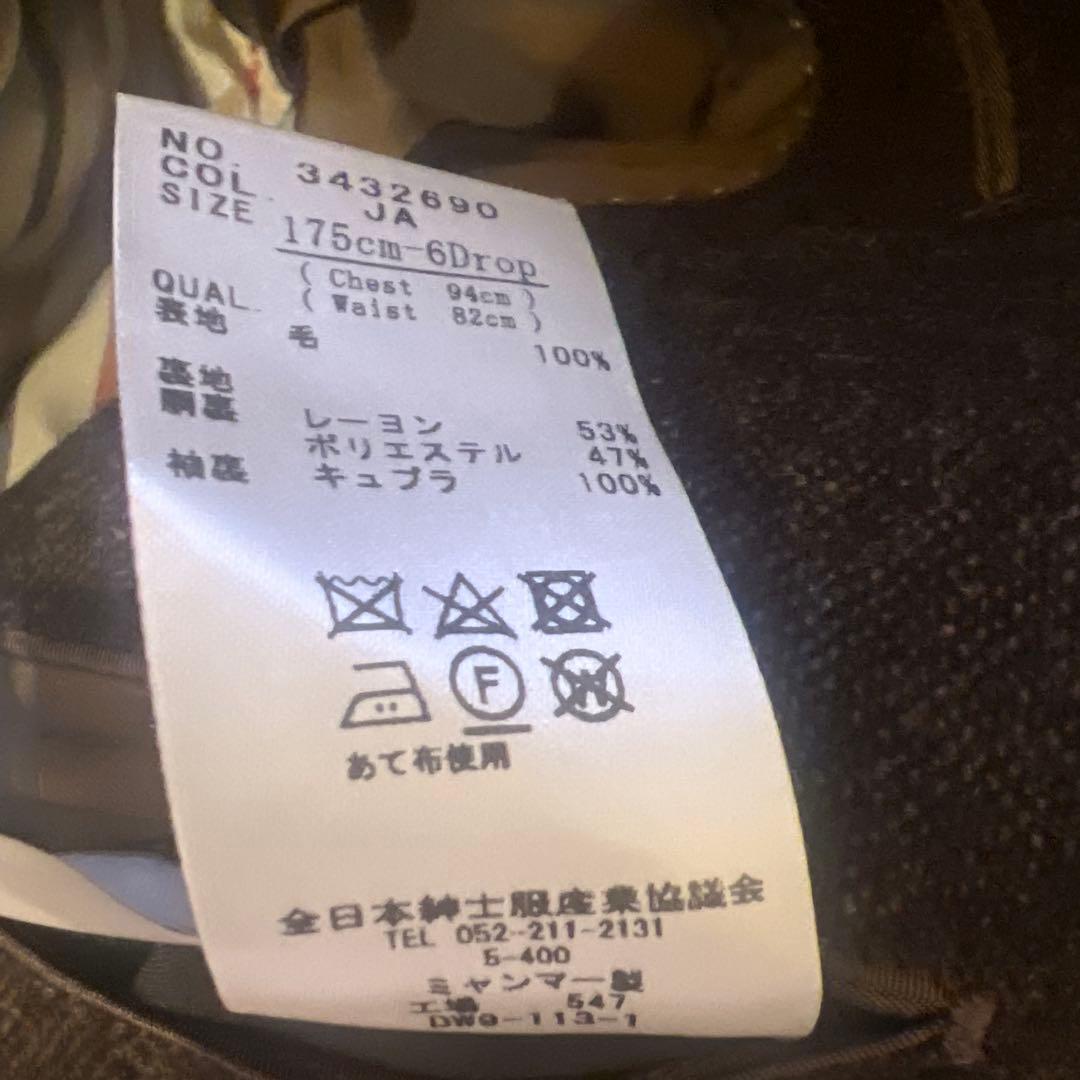 NO. 3432690
COL. JA
SIZE 175cm-6Drop
( Chest 94cm )
( Waist 82cm )
QUAL.
表地 毛 100%
裏地
胴裏 レーヨン 53%
ポリエステル 47%
袖裏 キュプラ 100%
F
W
あて布使用
全日本紳士服産業協議会
TEL 052-211-2131
5-400
ミャンマー製
工場 547
DW9-113-1